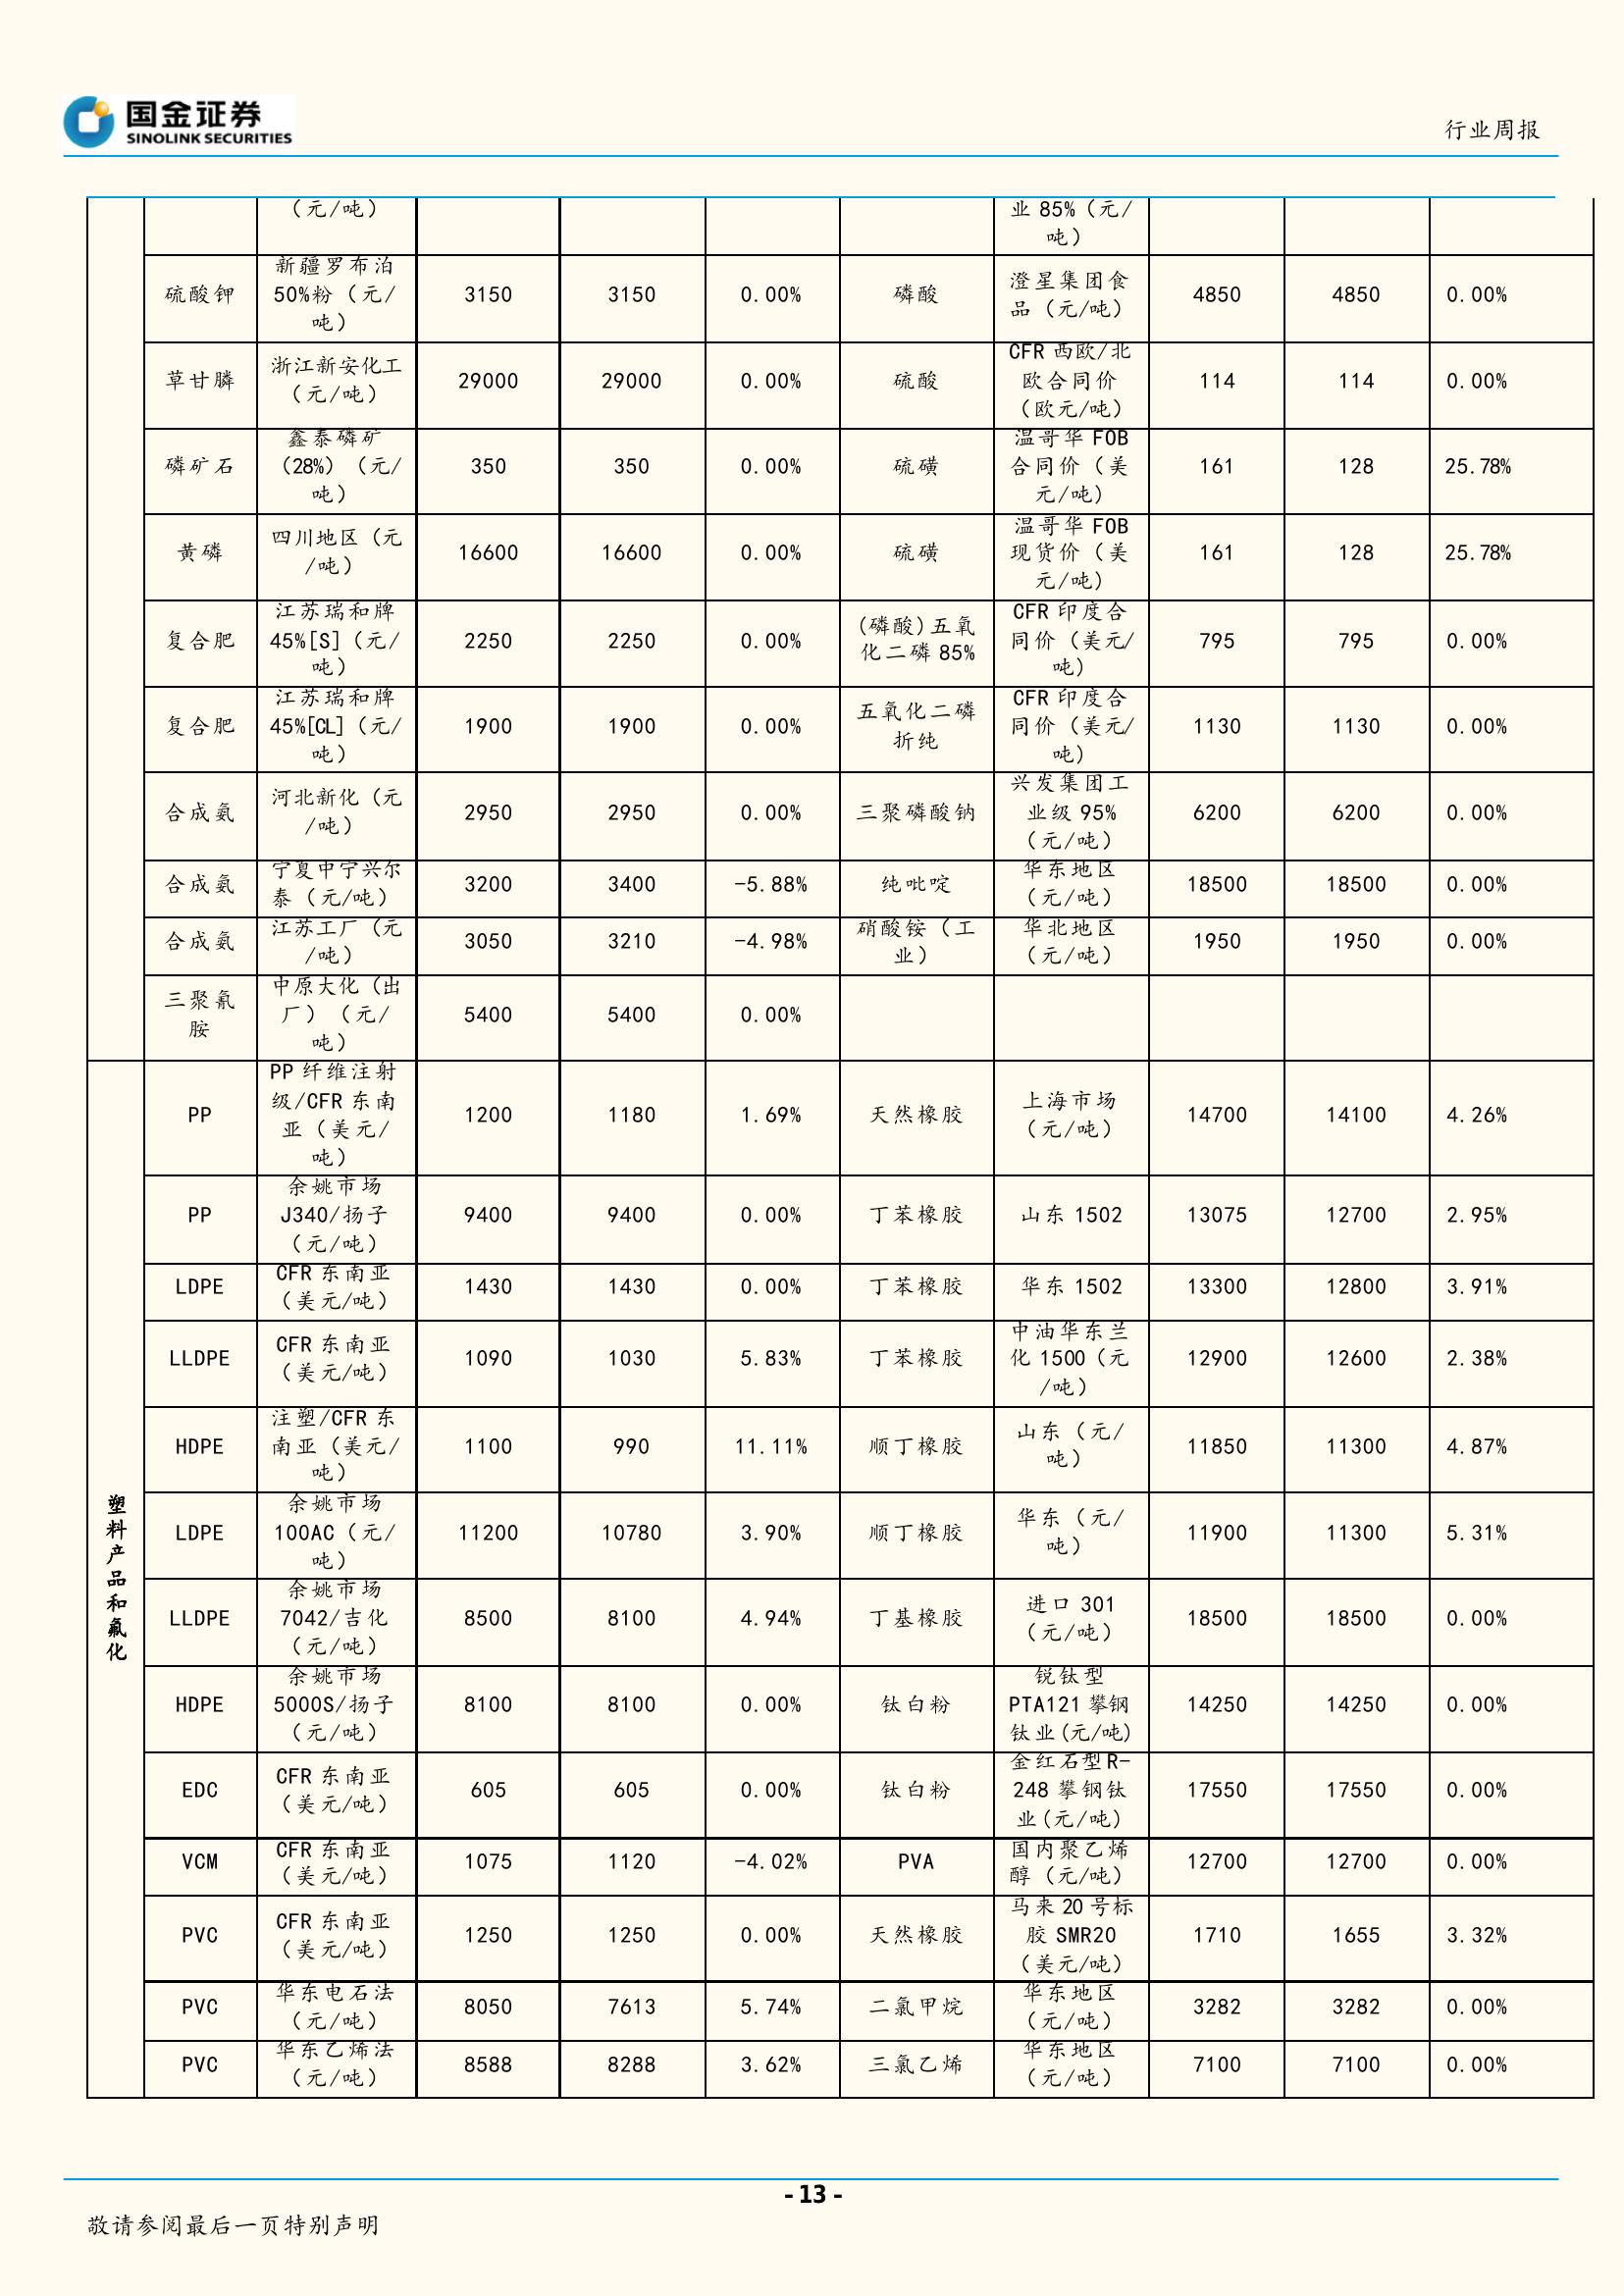 国金证券
SINOLINK SECURITIES
行业周报
（元/吨） 业 85%（元/吨）
硫酸钾 新疆罗布泊 50%粉（元/吨） 3150 3150 0.00% 磷酸 澄星集团食品（元/吨） 4850 4850 0.00%
草甘膦 浙江新安化工（元/吨） 29000 29000 0.00% 硫酸 CFR 西欧/北欧合同价（欧元/吨） 114 114 0.00%
磷矿石 鑫泰磷矿（28%）（元/吨） 350 350 0.00% 硫磺 温哥华 FOB 合同价（美元/吨） 161 128 25.78%
黄磷 四川地区（元/吨） 16600 16600 0.00% 硫磺 温哥华 FOB 现货价（美元/吨） 161 128 25.78%
复合肥 江苏瑞和牌 45%[S]（元/吨） 2250 2250 0.00% (磷酸)五氧化二磷 85% CFR 印度合同价（美元/吨） 795 795 0.00%
复合肥 江苏瑞和牌 45%[CL]（元/吨） 1900 1900 0.00% 五氧化二磷折纯 CFR 印度合同价（美元/吨） 1130 1130 0.00%
合成氨 河北新化（元/吨） 2950 2950 0.00% 三聚磷酸钠 兴发集团工业级 95%（元/吨） 6200 6200 0.00%
合成氨 宁夏中宁兴尔泰（元/吨） 3200 3400 -5.88% 纯吡啶 华东地区（元/吨） 18500 18500 0.00%
合成氨 江苏工厂（元/吨） 3050 3210 -4.98% 硝酸铵（工业） 华北地区（元/吨） 1950 1950 0.00%
三聚氰胺 中原大化（出厂）（元/吨） 5400 5400 0.00%
塑料产品和氟化
PP PP 纤维注射级/CFR 东南亚（美元/吨） 1200 1180 1.69% 天然橡胶 上海市场（元/吨） 14700 14100 4.26%
PP 余姚市场 J340/扬子（元/吨） 9400 9400 0.00% 丁苯橡胶 山东 1502 13075 12700 2.95%
LDPE CFR 东南亚（美元/吨） 1430 1430 0.00% 丁苯橡胶 华东 1502 13300 12800 3.91%
LLDPE CFR 东南亚（美元/吨） 1090 1030 5.83% 丁苯橡胶 中油华东兰化 1500（元/吨） 12900 12600 2.38%
HDPE 注塑/CFR 东南亚（美元/吨） 1100 990 11.11% 顺丁橡胶 山东（元/吨） 11850 11300 4.87%
LDPE 余姚市场 100AC（元/吨） 11200 10780 3.90% 顺丁橡胶 华东（元/吨） 11900 11300 5.31%
LLDPE 余姚市场 7042/吉化（元/吨） 8500 8100 4.94% 丁基橡胶 进口 301（元/吨） 18500 18500 0.00%
HDPE 余姚市场 5000S/扬子（元/吨） 8100 8100 0.00% 钛白粉 锐钛型 PTA121 攀钢钛业(元/吨) 14250 14250 0.00%
EDC CFR 东南亚（美元/吨） 605 605 0.00% 钛白粉 金红石型 R-248 攀钢钛业(元/吨) 17550 17550 0.00%
VCM CFR 东南亚（美元/吨） 1075 1120 -4.02% PVA 国内聚乙烯醇（元/吨） 12700 12700 0.00%
PVC CFR 东南亚（美元/吨） 1250 1250 0.00% 天然橡胶 马来 20 号标胶 SMR20（美元/吨） 1710 1655 3.32%
PVC 华东电石法（元/吨） 8050 7613 5.74% 二氯甲烷 华东地区（元/吨） 3282 3282 0.00%
PVC 华东乙烯法（元/吨） 8588 8288 3.62% 三氯乙烯 华东地区（元/吨） 7100 7100 0.00%
- 13 -
敬请参阅最后一页特别声明